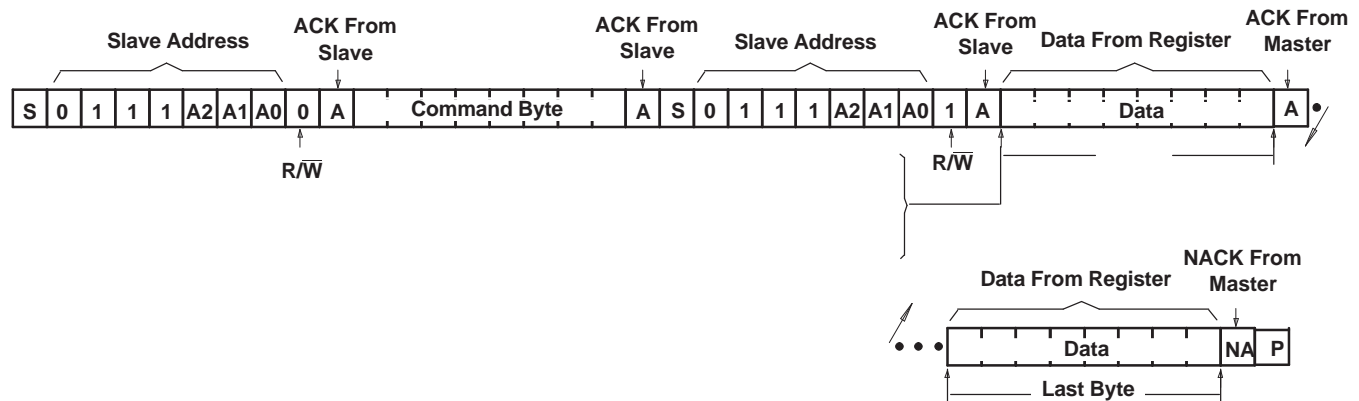 Slave Address
ACK From
Slave
ACK From
Slave
Slave Address
ACK From
Slave
Data From Register
ACK From
Master
S 0 1 1 1 A2 A1 A0 0 A Command Byte A S 0 1 1 1 A2 A1 A0 1 A Data A
R/W̅
R/W̅
Data From Register
NACK From
Master
Data NA P
Last Byte